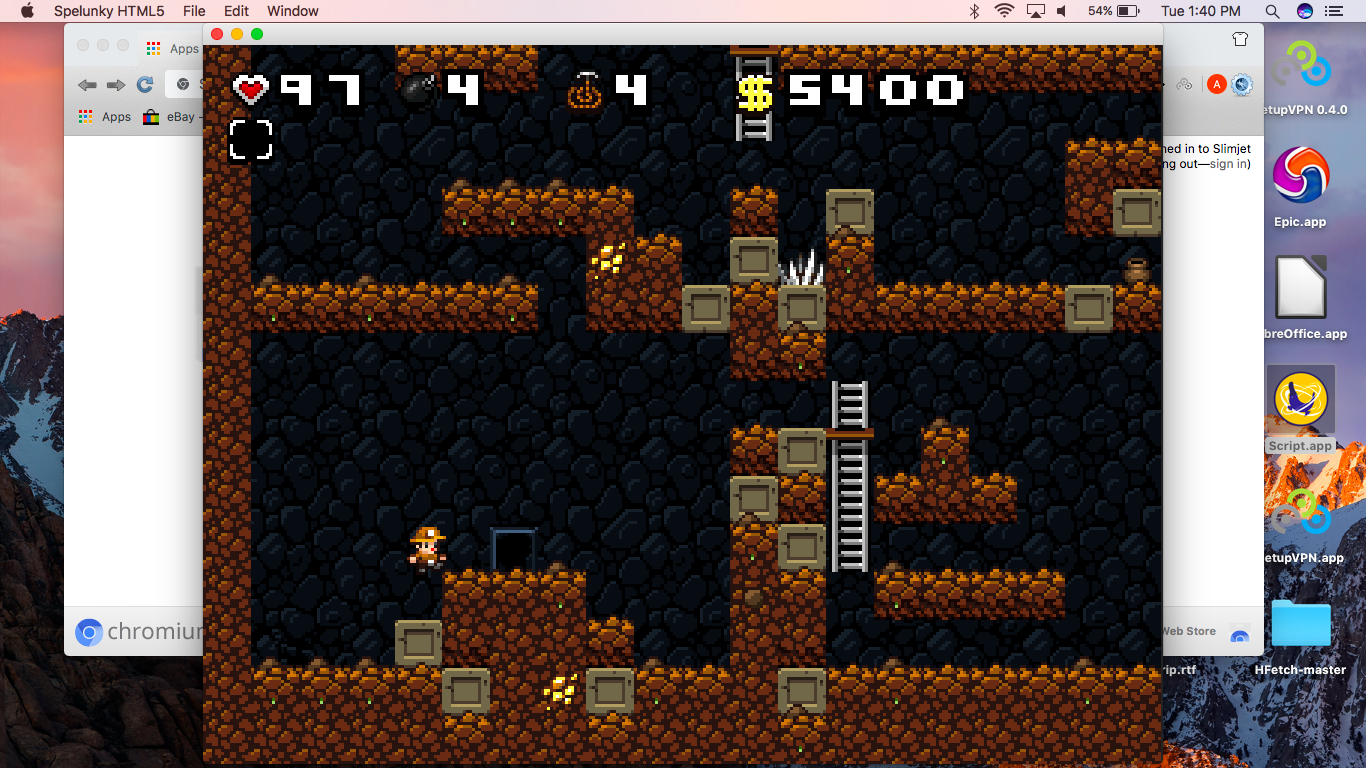 Spelunky HTML5 File Edit Window 54% Tue 1:40 PM
Apps
97 4 4 $5400
A
Apps eBay -
ned in to Slimjet
ng out—sign in)
etupVPN 0.4.0
Epic.app
breOffice.app
Script.app
etupVPN.app
chromiun
Web Store
rip.rtf
HFetch-master